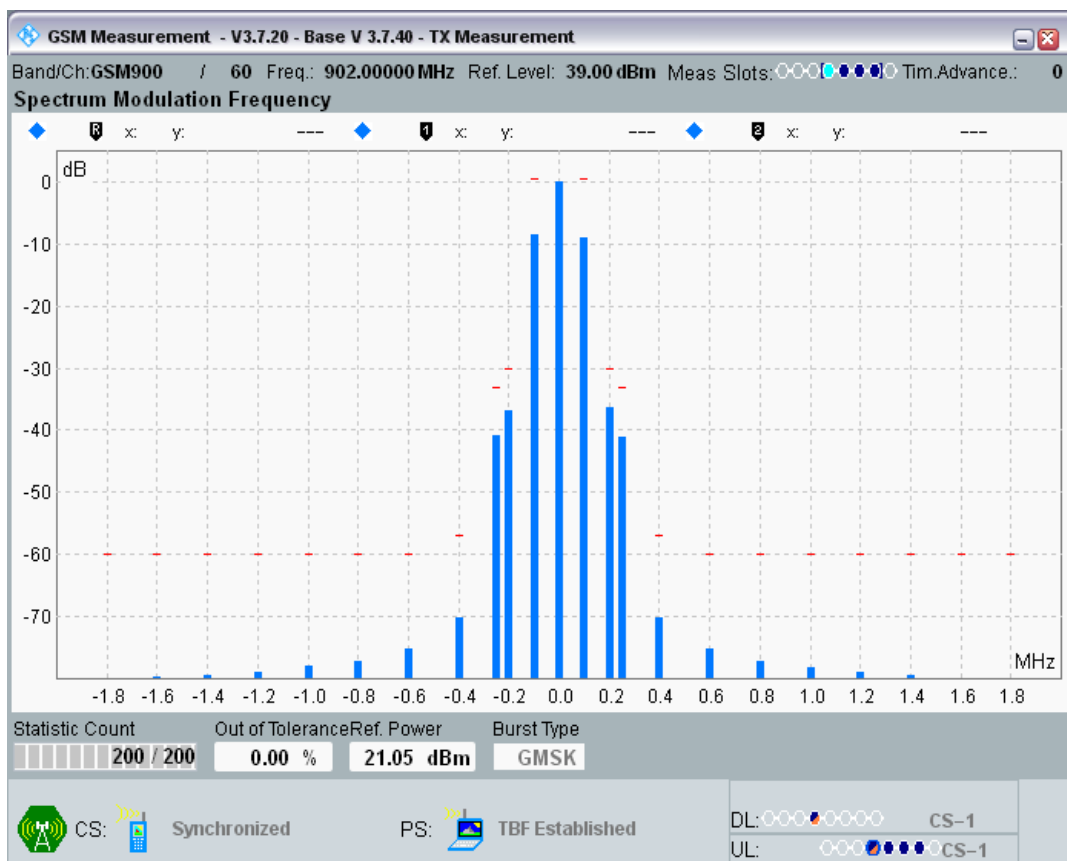 GSM Measurement - V3.7.20 - Base V 3.7.40 - TX Measurement
Band/Ch:GSM900 / 60 Freq.: 902.00000 MHz Ref. Level: 39.00 dBm Meas Slots: Tim.Advance.: 0
Spectrum Modulation Frequency
R x: y: --- 1 x: y: --- 2 x: y: ---
dB
0
-10
-20
-30
-40
-50
-60
-70
MHz
-1.8 -1.6 -1.4 -1.2 -1.0 -0.8 -0.6 -0.4 -0.2 0.0 0.2 0.4 0.6 0.8 1.0 1.2 1.4 1.6 1.8
Statistic Count Out of Tolerance Ref. Power Burst Type
200 / 200 0.00 % 21.05 dBm GMSK
CS: Synchronized PS: TBF Established
DL: CS-1
UL: CS-1